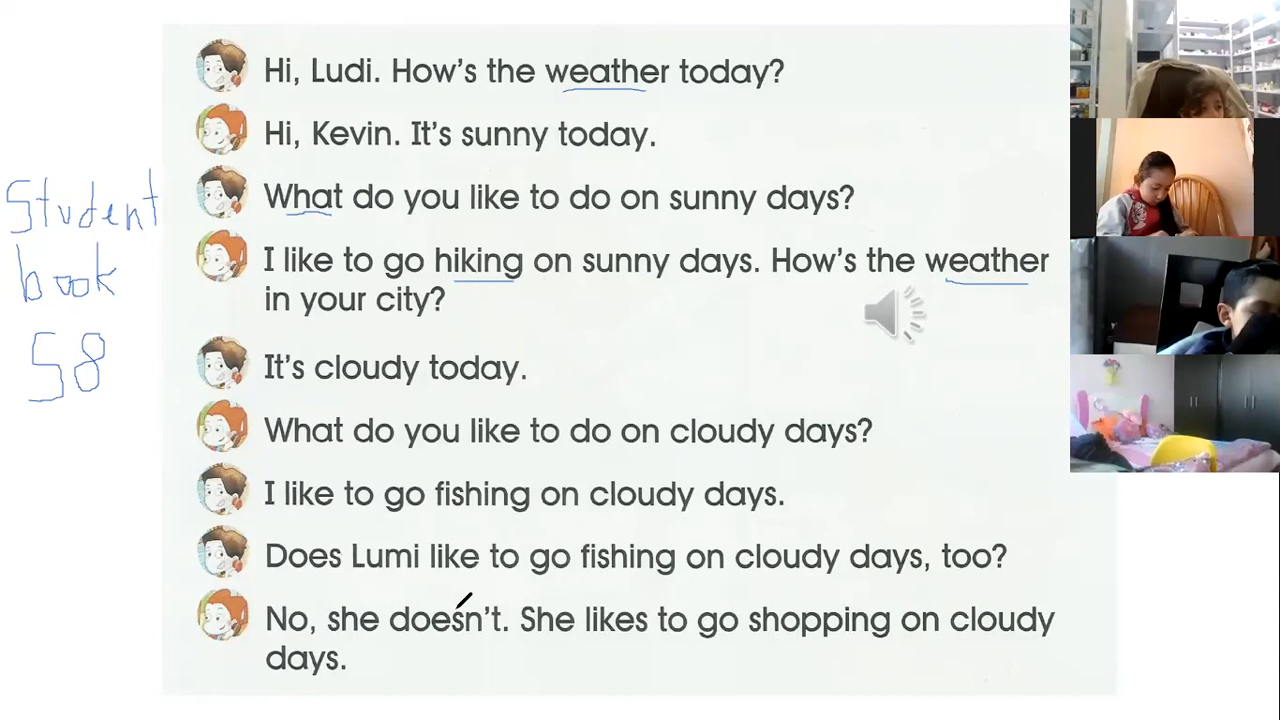 Hi, Ludi. How's the weather today?
Hi, Kevin. It's sunny today.
What do you like to do on sunny days?
I like to go hiking on sunny days. How's the weather
in your city?
It's cloudy today.
What do you like to do on cloudy days?
I like to go fishing on cloudy days.
Does Lumi like to go fishing on cloudy days, too?
No, she doesn't. She likes to go shopping on cloudy
days.
Student
book
58